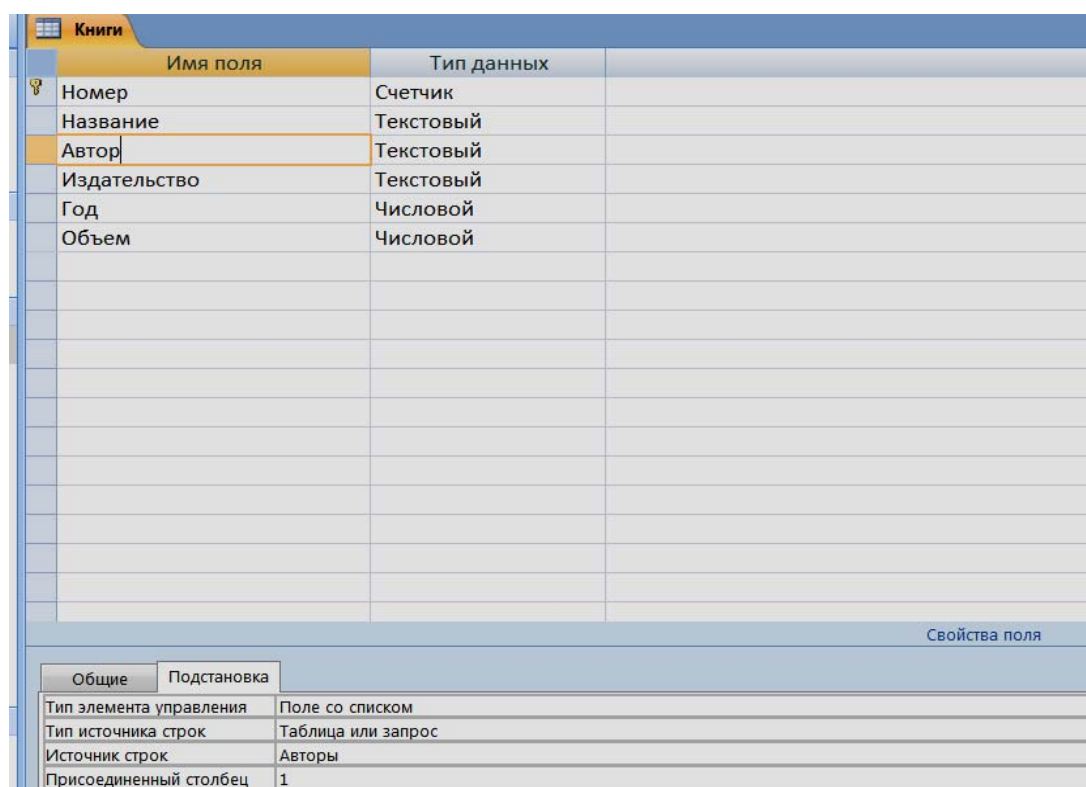 Книги
Имя поля Тип данных
Номер Счетчик
Название Текстовый
Автор Текстовый
Издательство Текстовый
Год Числовой
Объем Числовой
Свойства поля
Общие Подстановка
Тип элемента управления Поле со списком
Тип источника строк Таблица или запрос
Источник строк Авторы
Присоединенный столбец 1